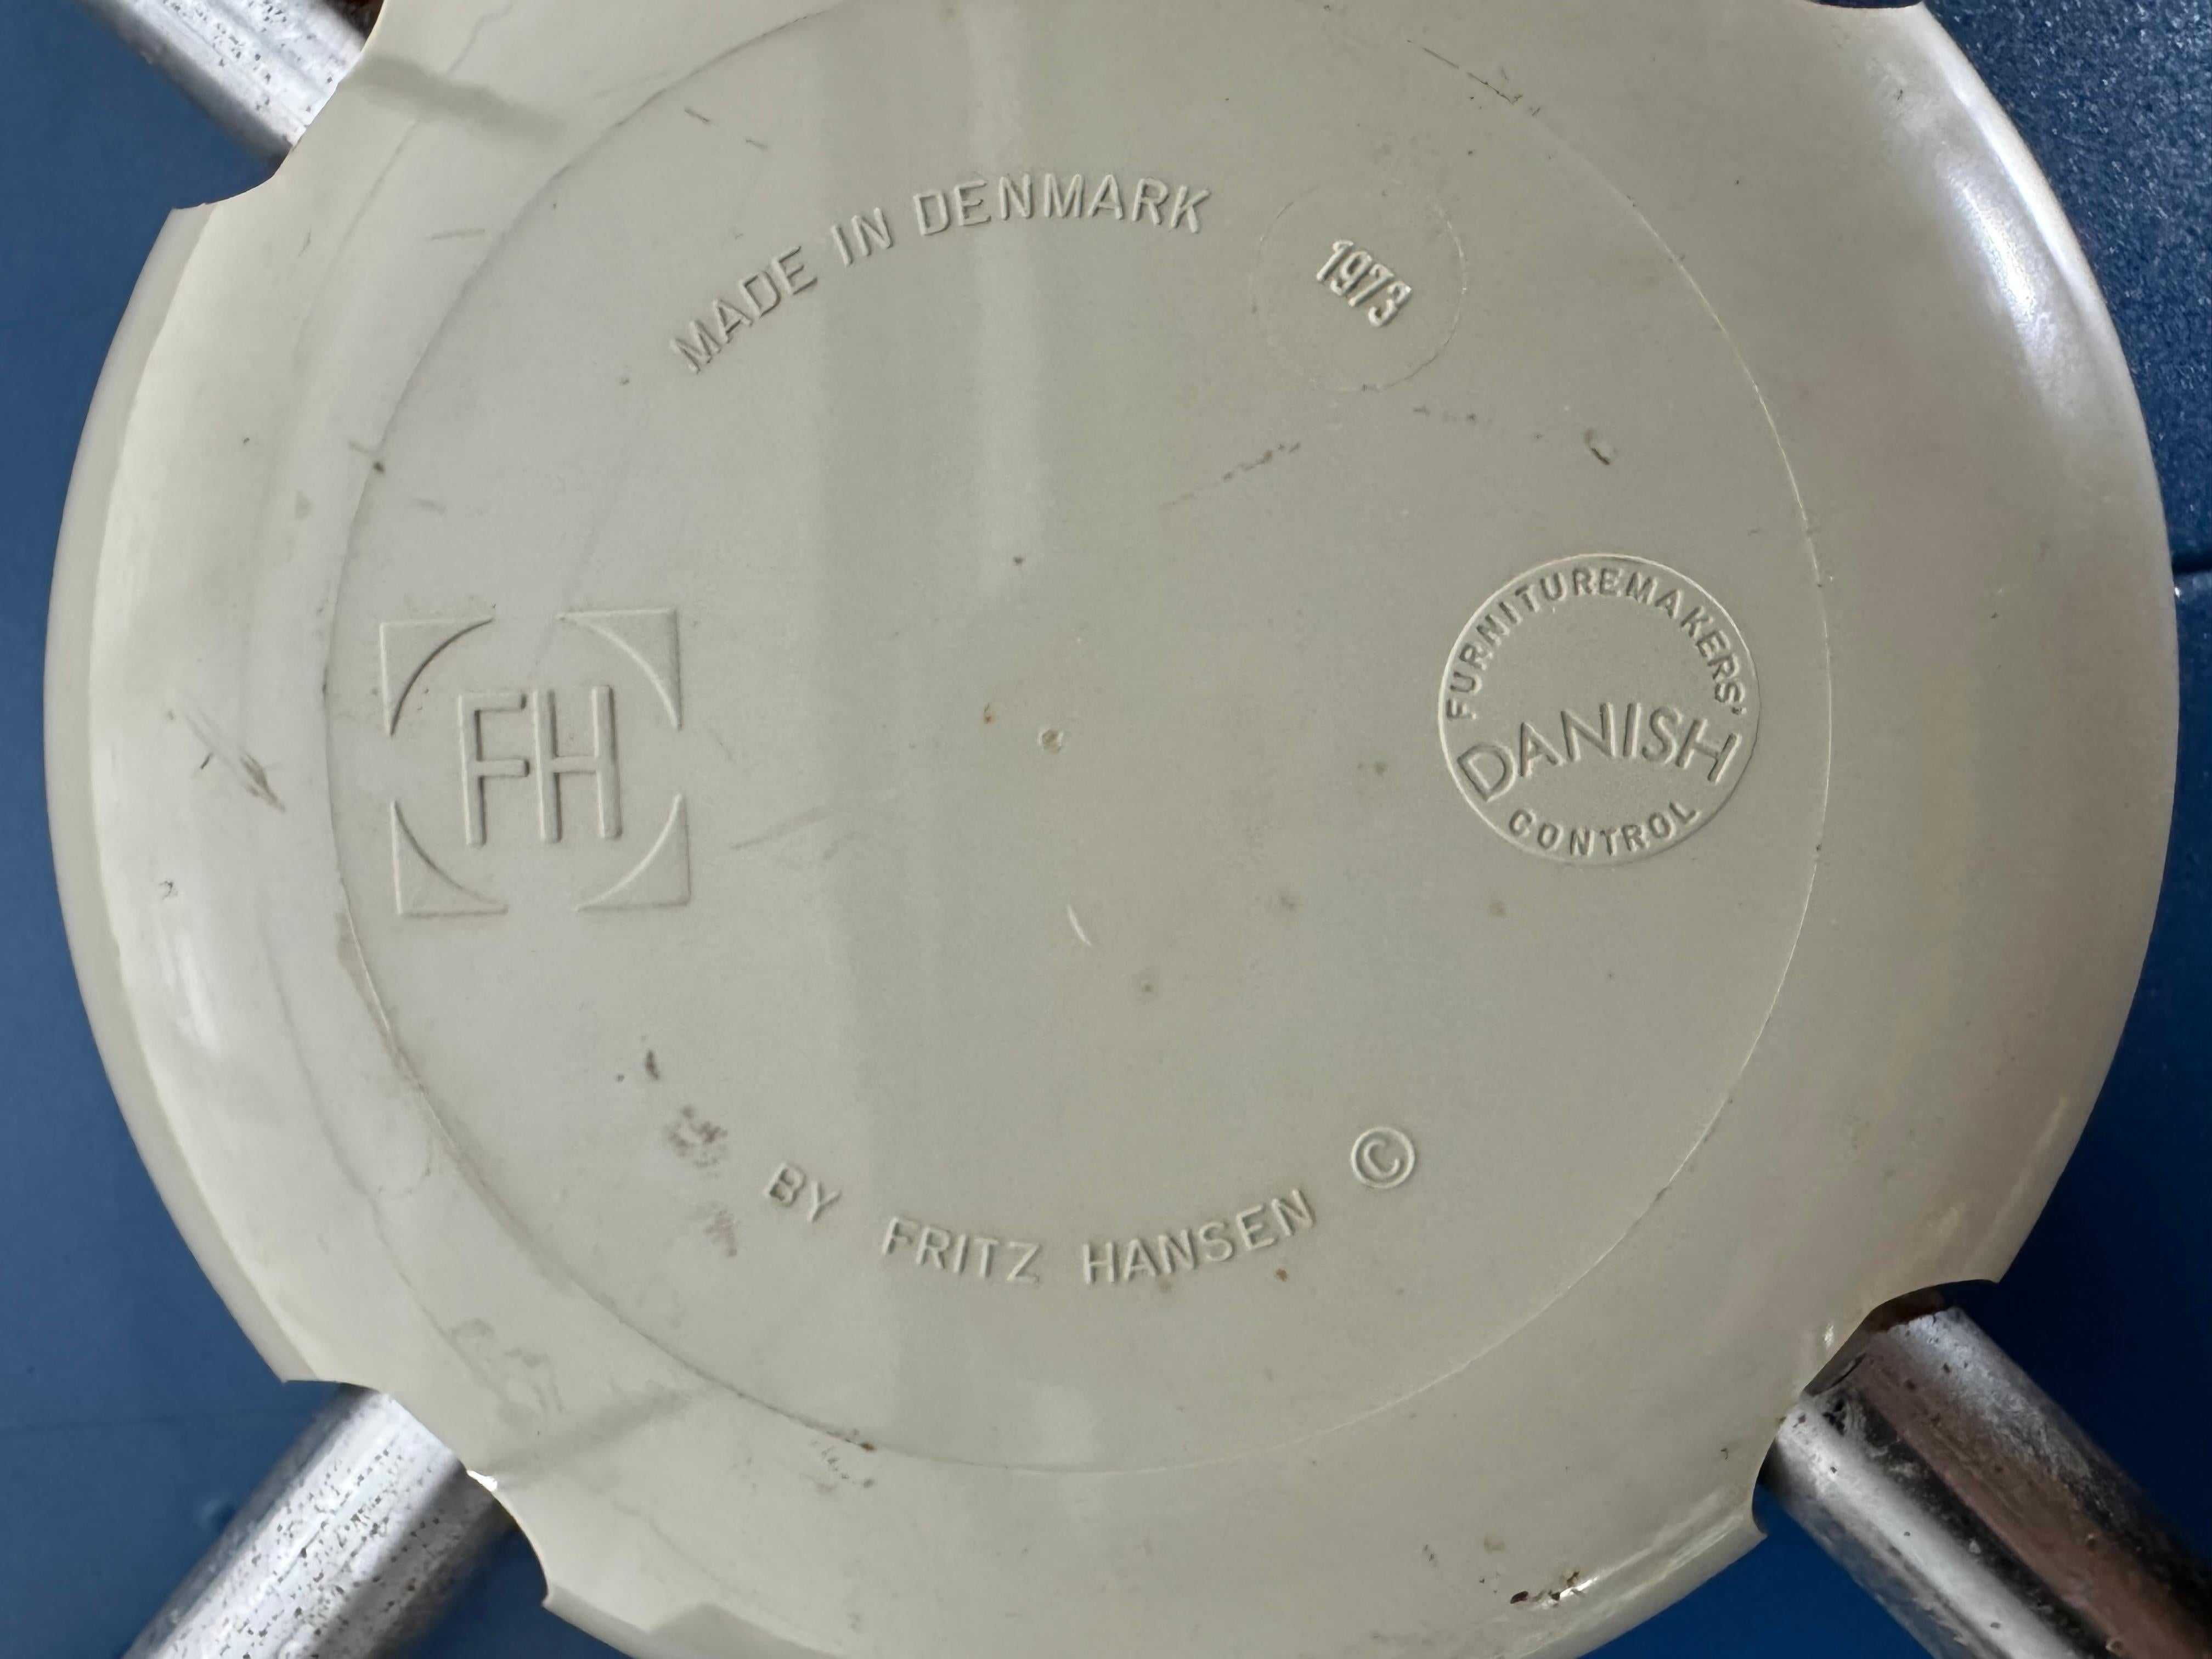 MADE IN DENMARK
1973
FH
FURNITUREMAKERS'
DANISH
CONTROL
BY FRITZ HANSEN ©